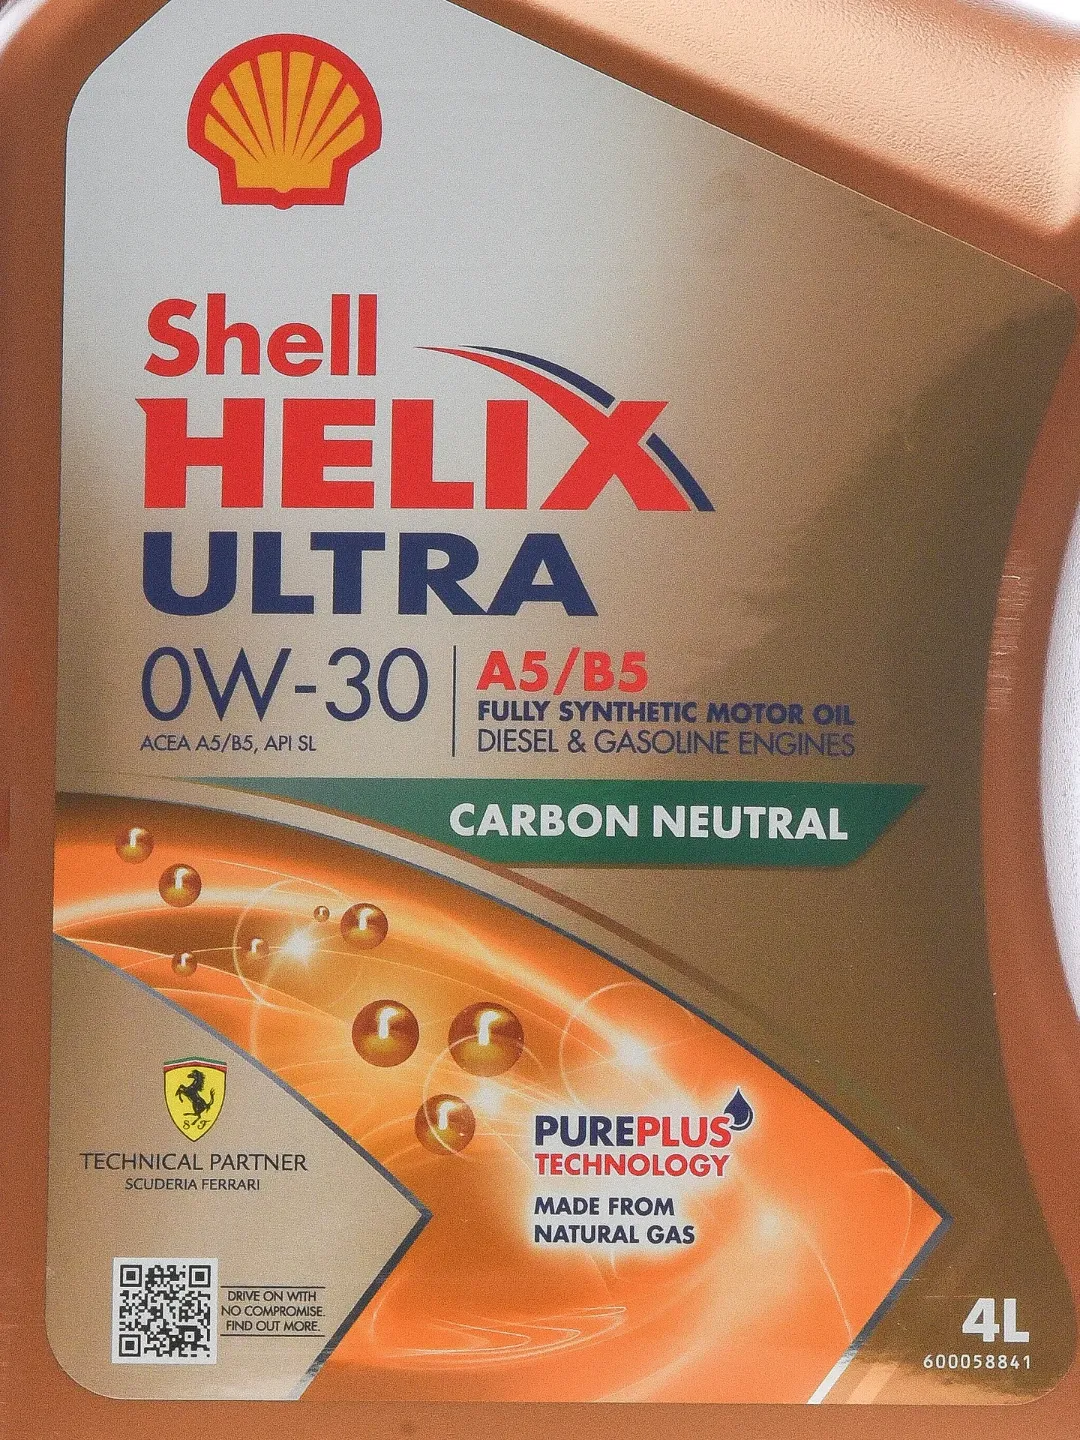 Shell
HELIX
ULTRA
0W-30
ACEA A5/B5, API SL
A5/B5
FULLY SYNTHETIC MOTOR OIL
DIESEL & GASOLINE ENGINES
CARBON NEUTRAL
S F
TECHNICAL PARTNER
SCUDERIA FERRARI
PUREPLUS
TECHNOLOGY
MADE FROM
NATURAL GAS
DRIVE ON WITH
NO COMPROMISE.
FIND OUT MORE.
4L
600058841